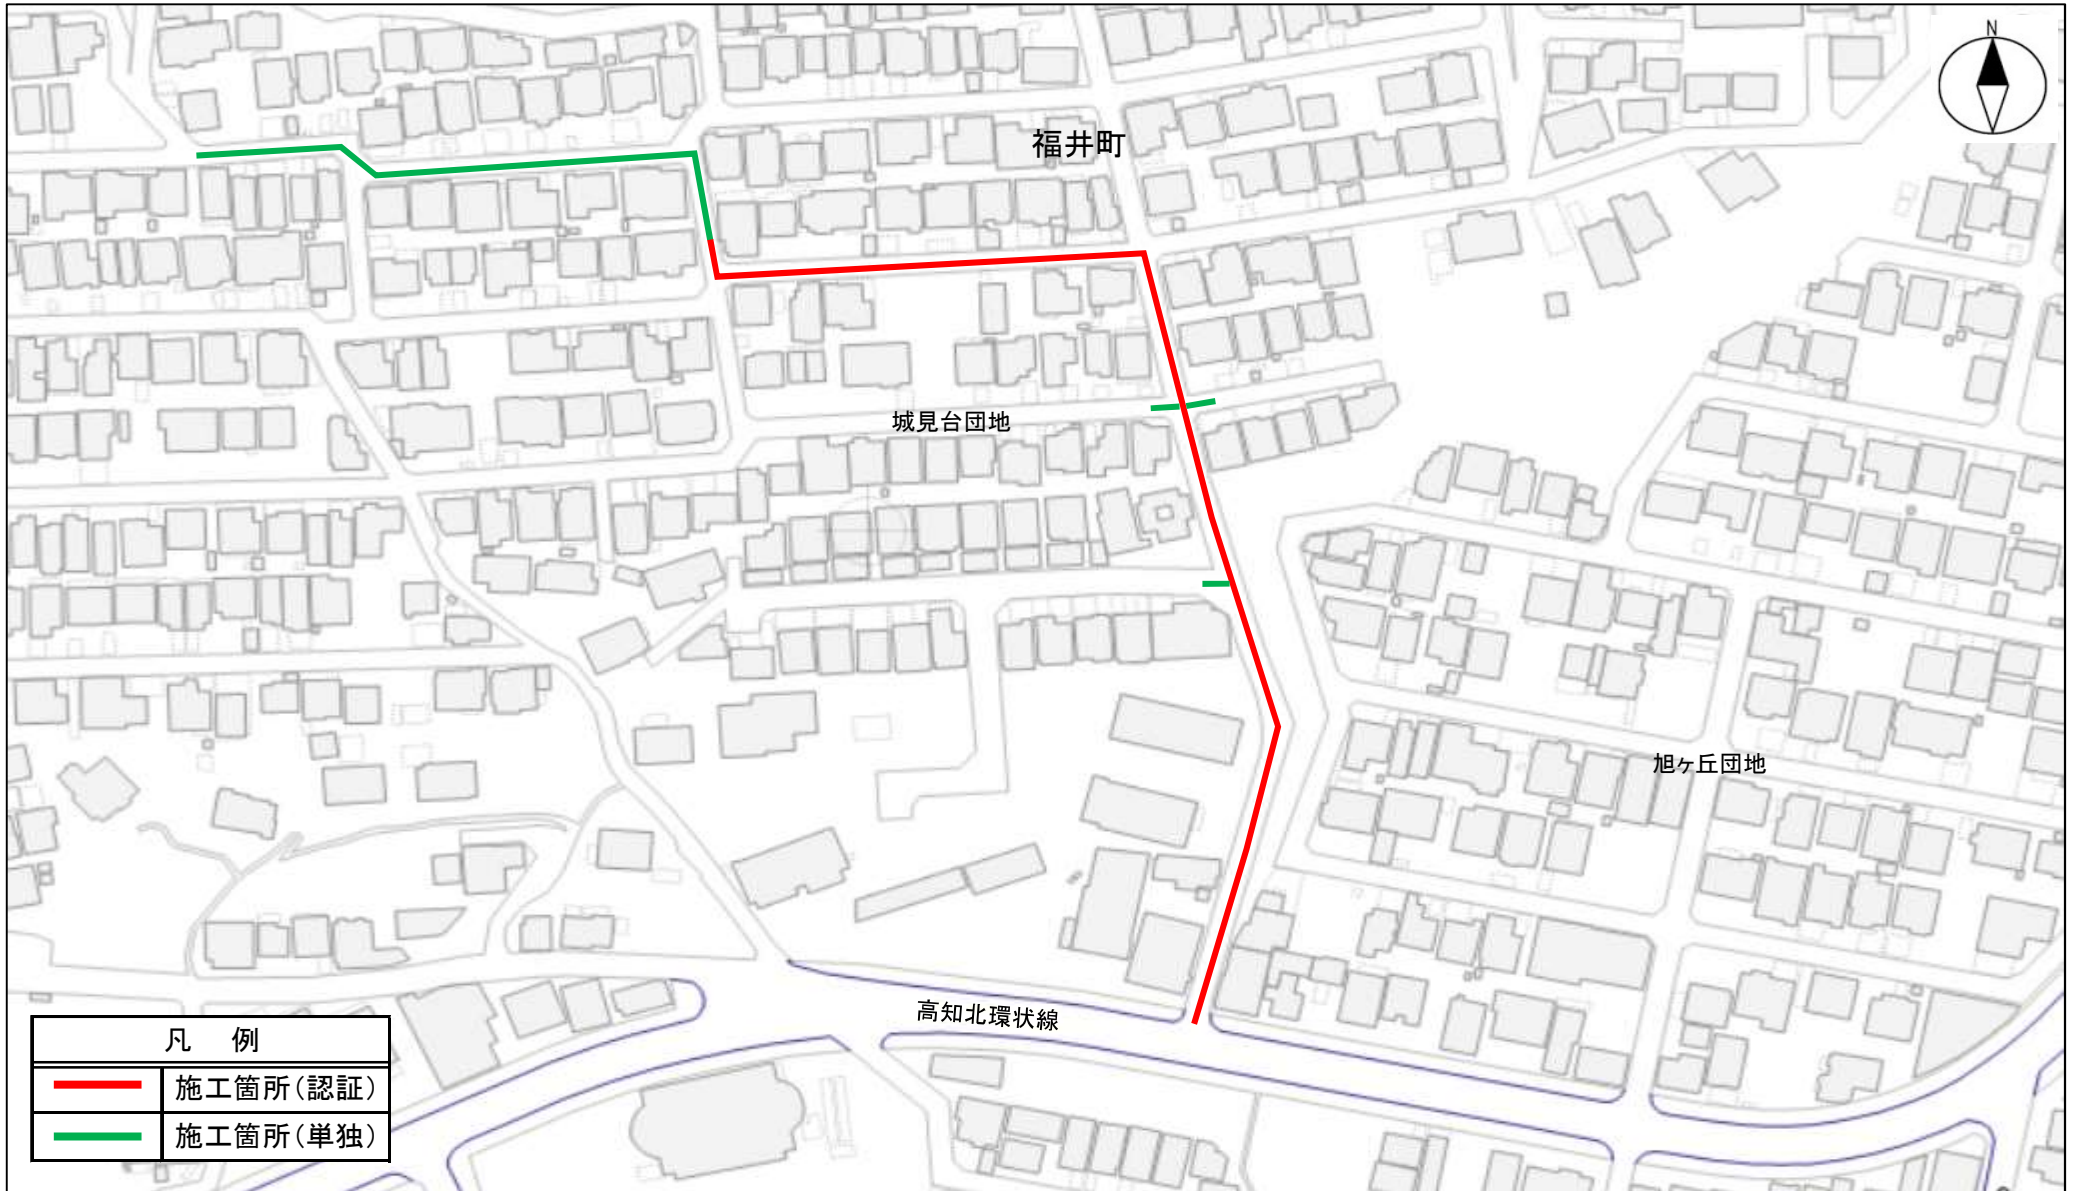 N
福井町
城見台団地
旭ヶ丘団地
高知北環状線
凡 例
施工箇所(認証)
施工箇所(単独)